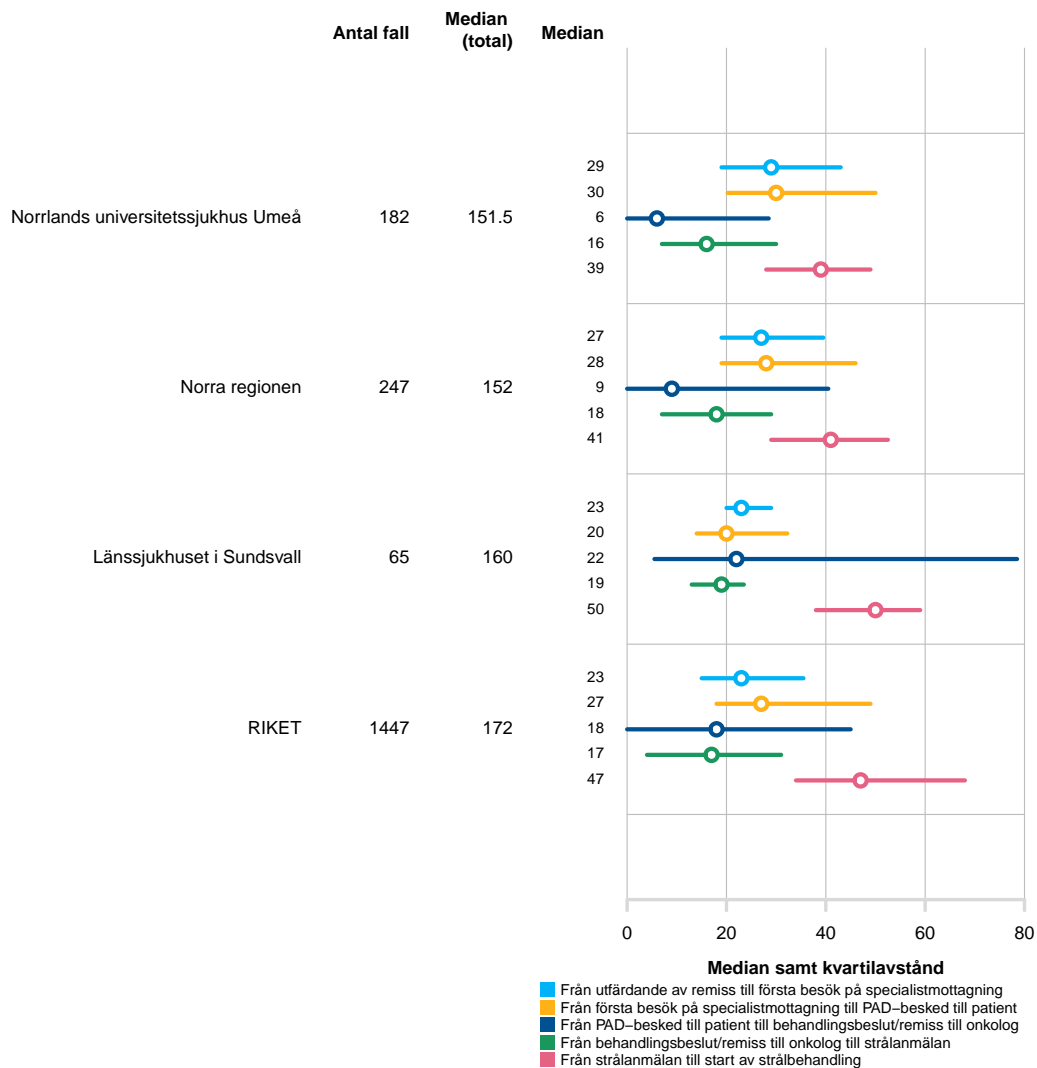 Antal fall Median (total) Median
29
30
Norrlands universitetssjukhus Umeå 182 151.5 6
16
39
27
28
Norra regionen 247 152 9
18
41
23
20
Länssjukhuset i Sundsvall 65 160 22
19
50
23
27
RIKET 1447 172 18
17
47
0 20 40 60 80
Median samt kvartilavstånd
Från utfärdande av remiss till första besök på specialistmottagning
Från första besök på specialistmottagning till PAD−besked till patient
Från PAD−besked till patient till behandlingsbeslut/remiss till onkolog
Från behandlingsbeslut/remiss till onkolog till strålanmälan
Från strålanmälan till start av strålbehandling